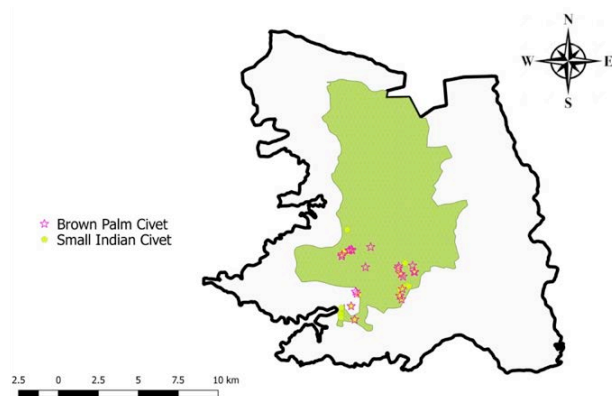 N
W E
S
Brown Palm Civet
Small Indian Civet
2.5 0 2.5 5 7.5 10 km